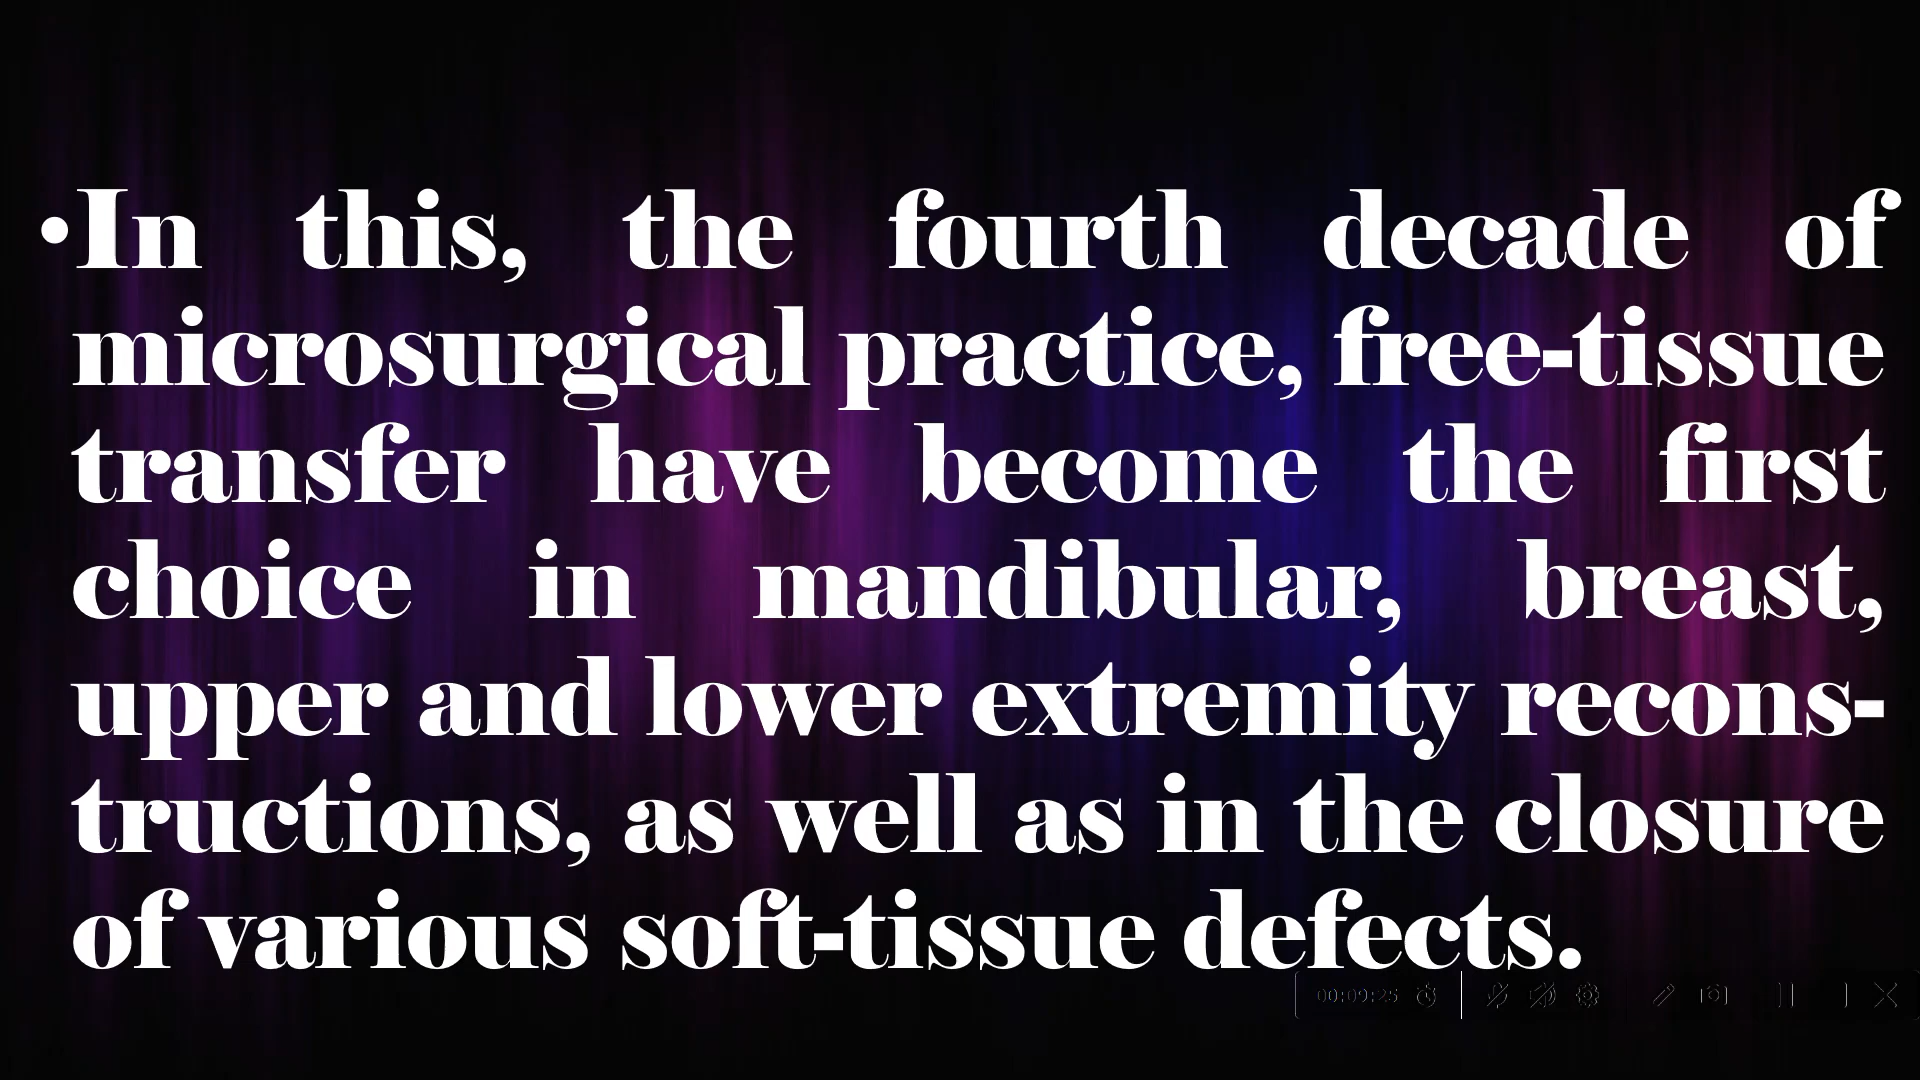 •In this, the fourth decade of
microsurgical practice, free-tissue
transfer have become the first
choice in mandibular, breast,
upper and lower extremity recons-
tructions, as well as in the closure
of various soft-tissue defects.
00:09:25